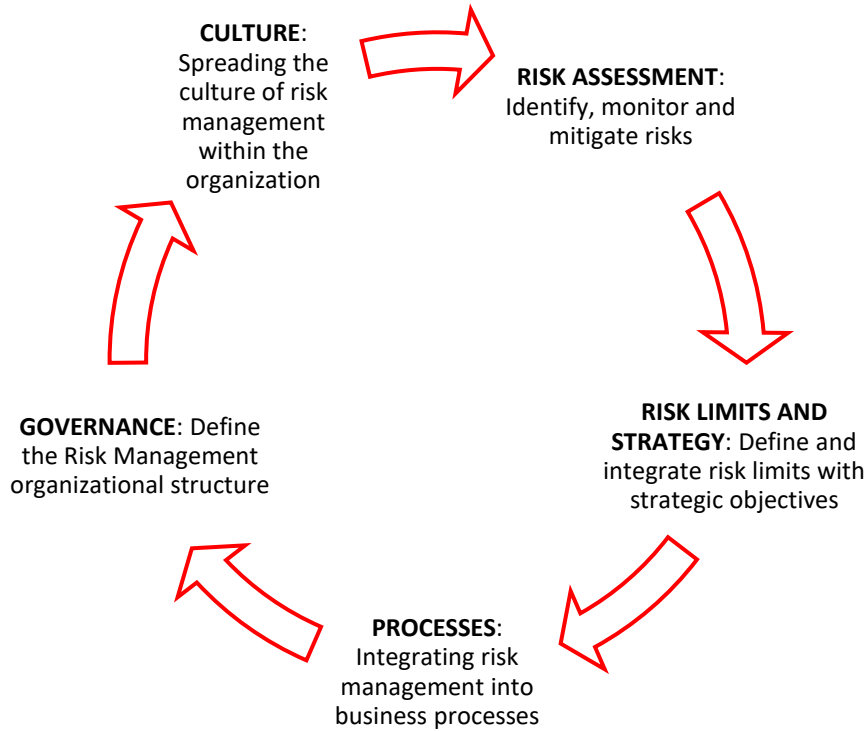 CULTURE:
Spreading the
culture of risk
management
within the
organization
RISK ASSESSMENT:
Identify, monitor and
mitigate risks
RISK LIMITS AND
STRATEGY: Define and
integrate risk limits with
strategic objectives
PROCESSES:
Integrating risk
management into
business processes
GOVERNANCE: Define
the Risk Management
organizational structure